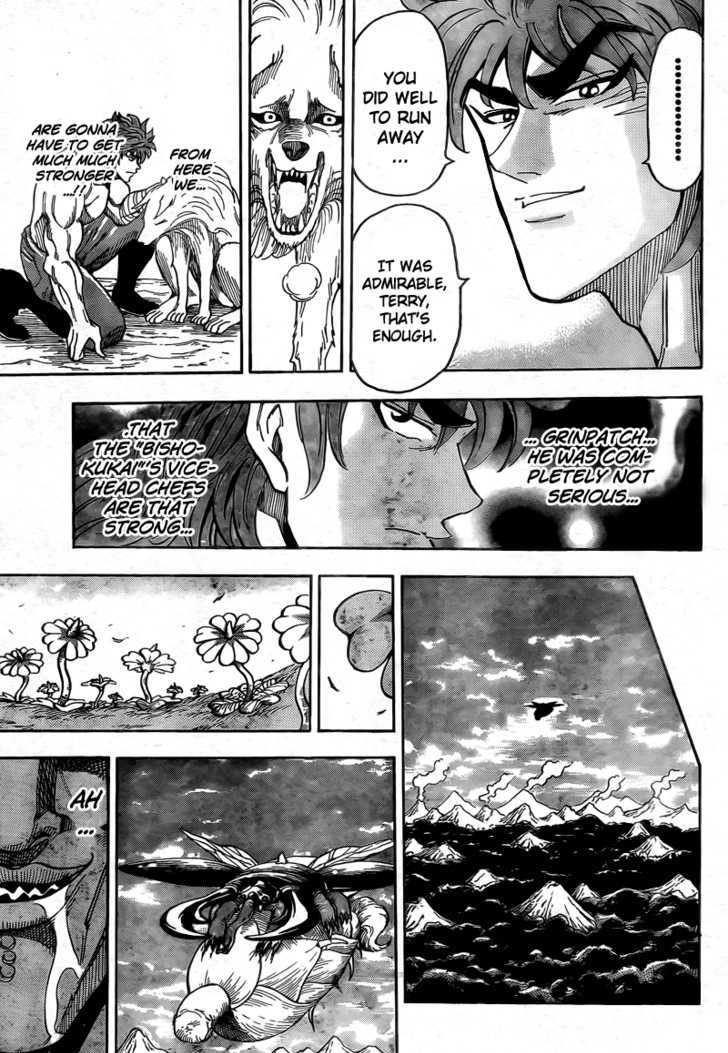 ..........
YOU
DID WELL
TO RUN
AWAY
...
IT WAS
ADMIRABLE,
TERRY,
THAT'S
ENOUGH.
FROM
HERE
WE...
ARE GONNA
HAVE TO GET
MUCH MUCH
STRONGER
...!!
... GRINPATCH...
HE WAS COM-
PLETELY NOT
SERIOUS...
.THAT
THE "BISHO-
KUKAI"'S VICE-
HEAD CHEFS
ARE THAT
STRONG...
AH
...